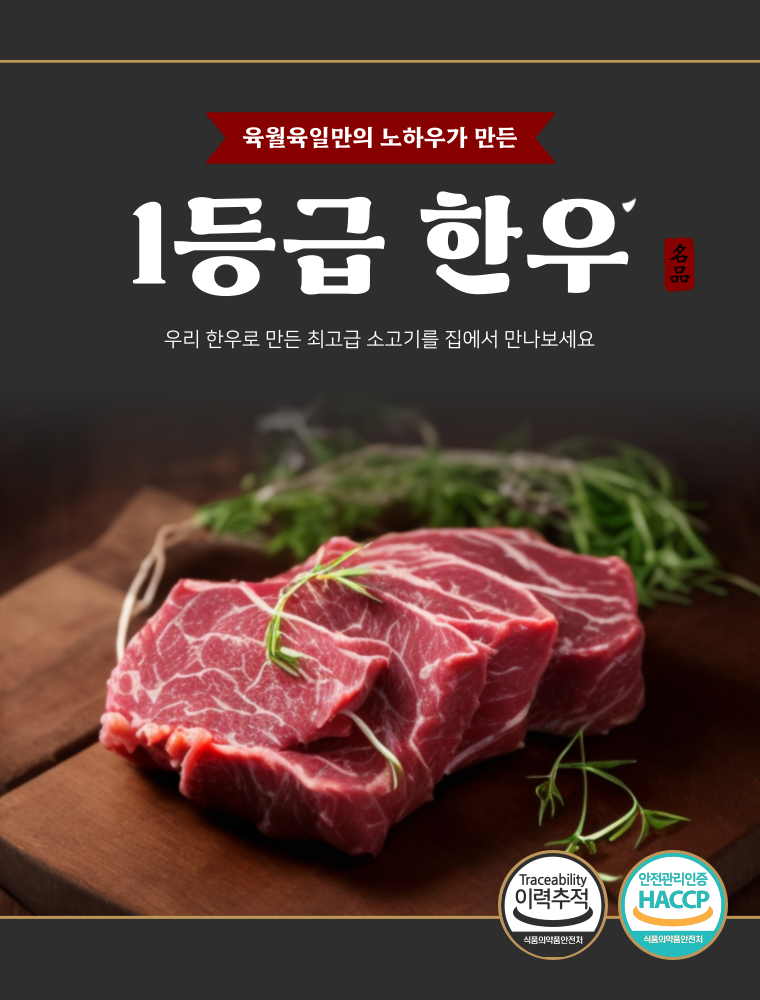 육월육일만의 노하우가 만든
1등급 한우
名
品
우리 한우로 만든 최고급 소고기를 집에서 만나보세요
Traceability
이력추적
식품의약품안전처
안전관리인증
HACCP
식품의약품안전처